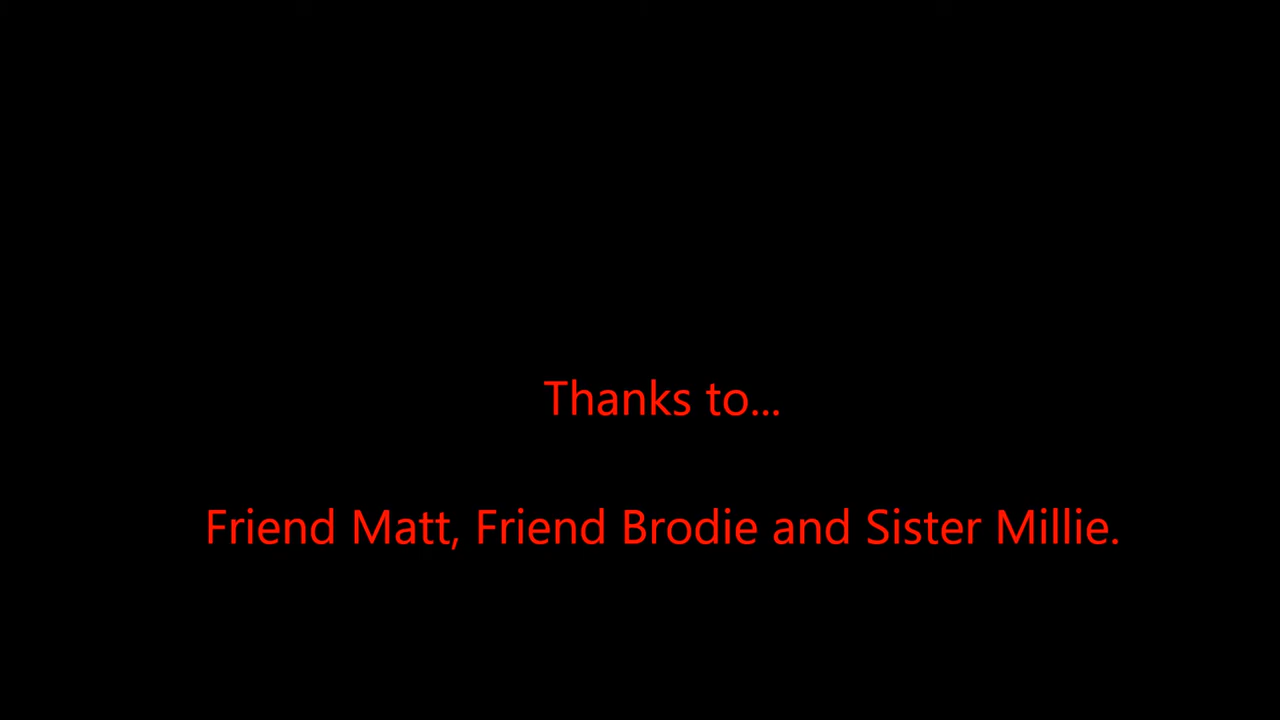 Thanks to...
Friend Matt, Friend Brodie and Sister Millie.